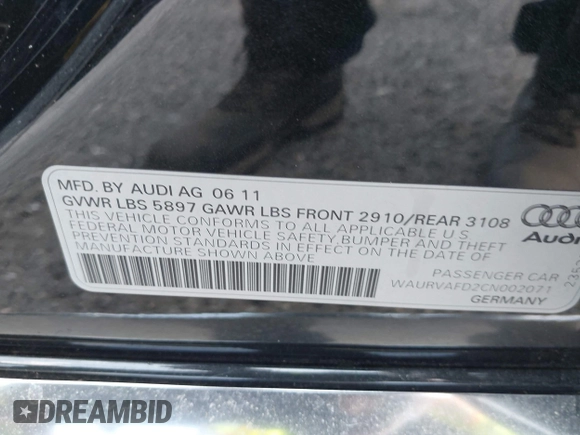 MFD. BY AUDI AG 06 11
GVWR LBS 5897 GAWR LBS FRONT 2910/REAR 3108
THIS VEHICLE CONFORMS TO ALL APPLICABLE U S
FEDERAL MOTOR VEHICLE SAFETY,BUMPER AND THEFT
PREVENTION STANDARDS IN EFFECT ON THE DATE OF
MANUFACTURE SHOWN ABOVE
Audi
PASSENGER CAR
WAURVAFD2CN002071
GERMANY
DREAMBID